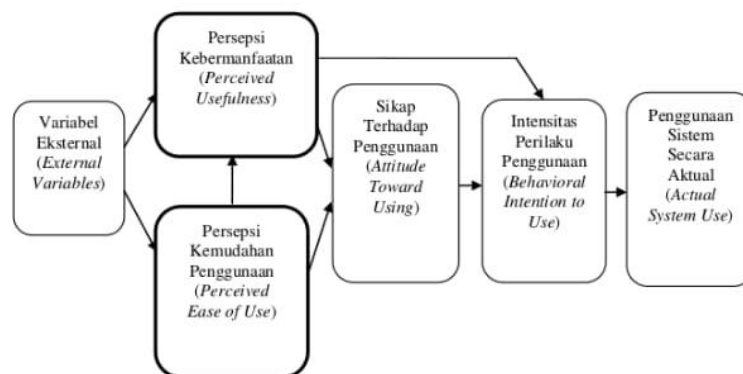 Variabel
Eksternal
(External
Variables)
Persepsi
Kebermanfaatan
(Perceived
Usefulness)
Persepsi
Kemudahan
Penggunaan
(Perceived
Ease of Use)
Sikap
Terhadap
Penggunaan
(Attitude
Toward
Using)
Intensitas
Perilaku
Penggunaan
(Behavioral
Intention to
Use)
Penggunaan
Sistem
Secara
Aktual
(Actual
System Use)